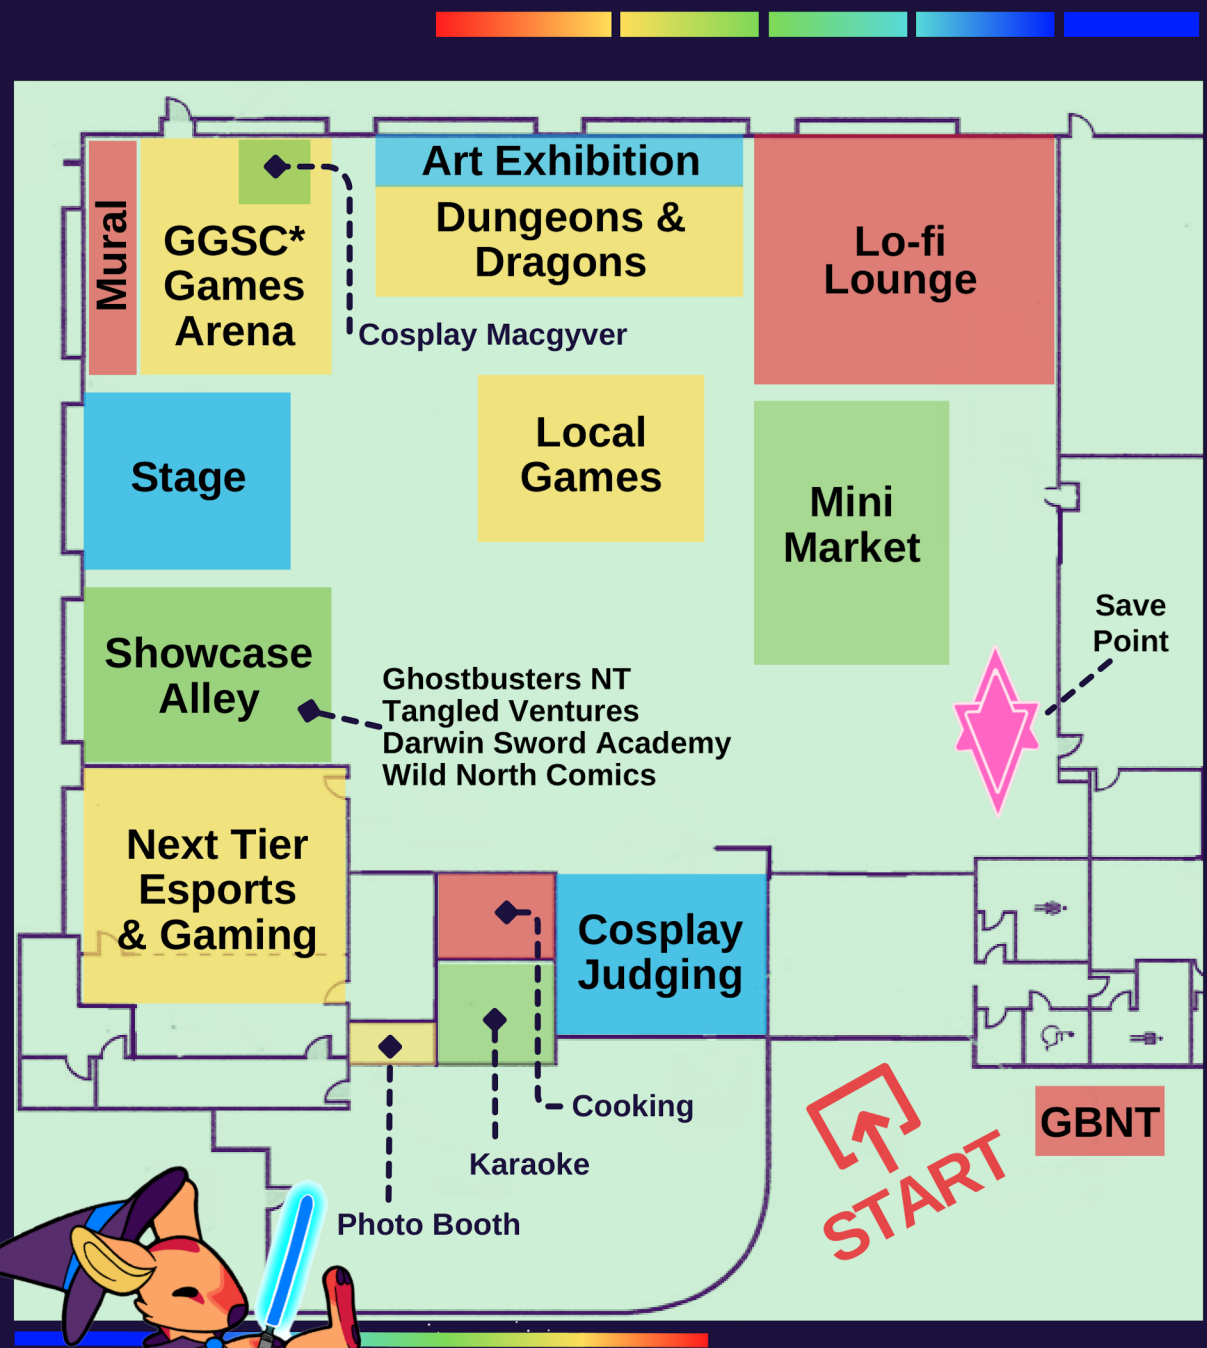 Art Exhibition
Dungeons &
Dragons
Mural
GGSC*
Games
Arena
Lo-fi
Lounge
Cosplay Macgyver
Stage
Local
Games
Mini
Market
Save
Point
Showcase
Alley
Ghostbusters NT
Tangled Ventures
Darwin Sword Academy
Wild North Comics
Next Tier
Esports
& Gaming
Cosplay
Judging
Cooking
Karaoke
Photo Booth
START
GBNT